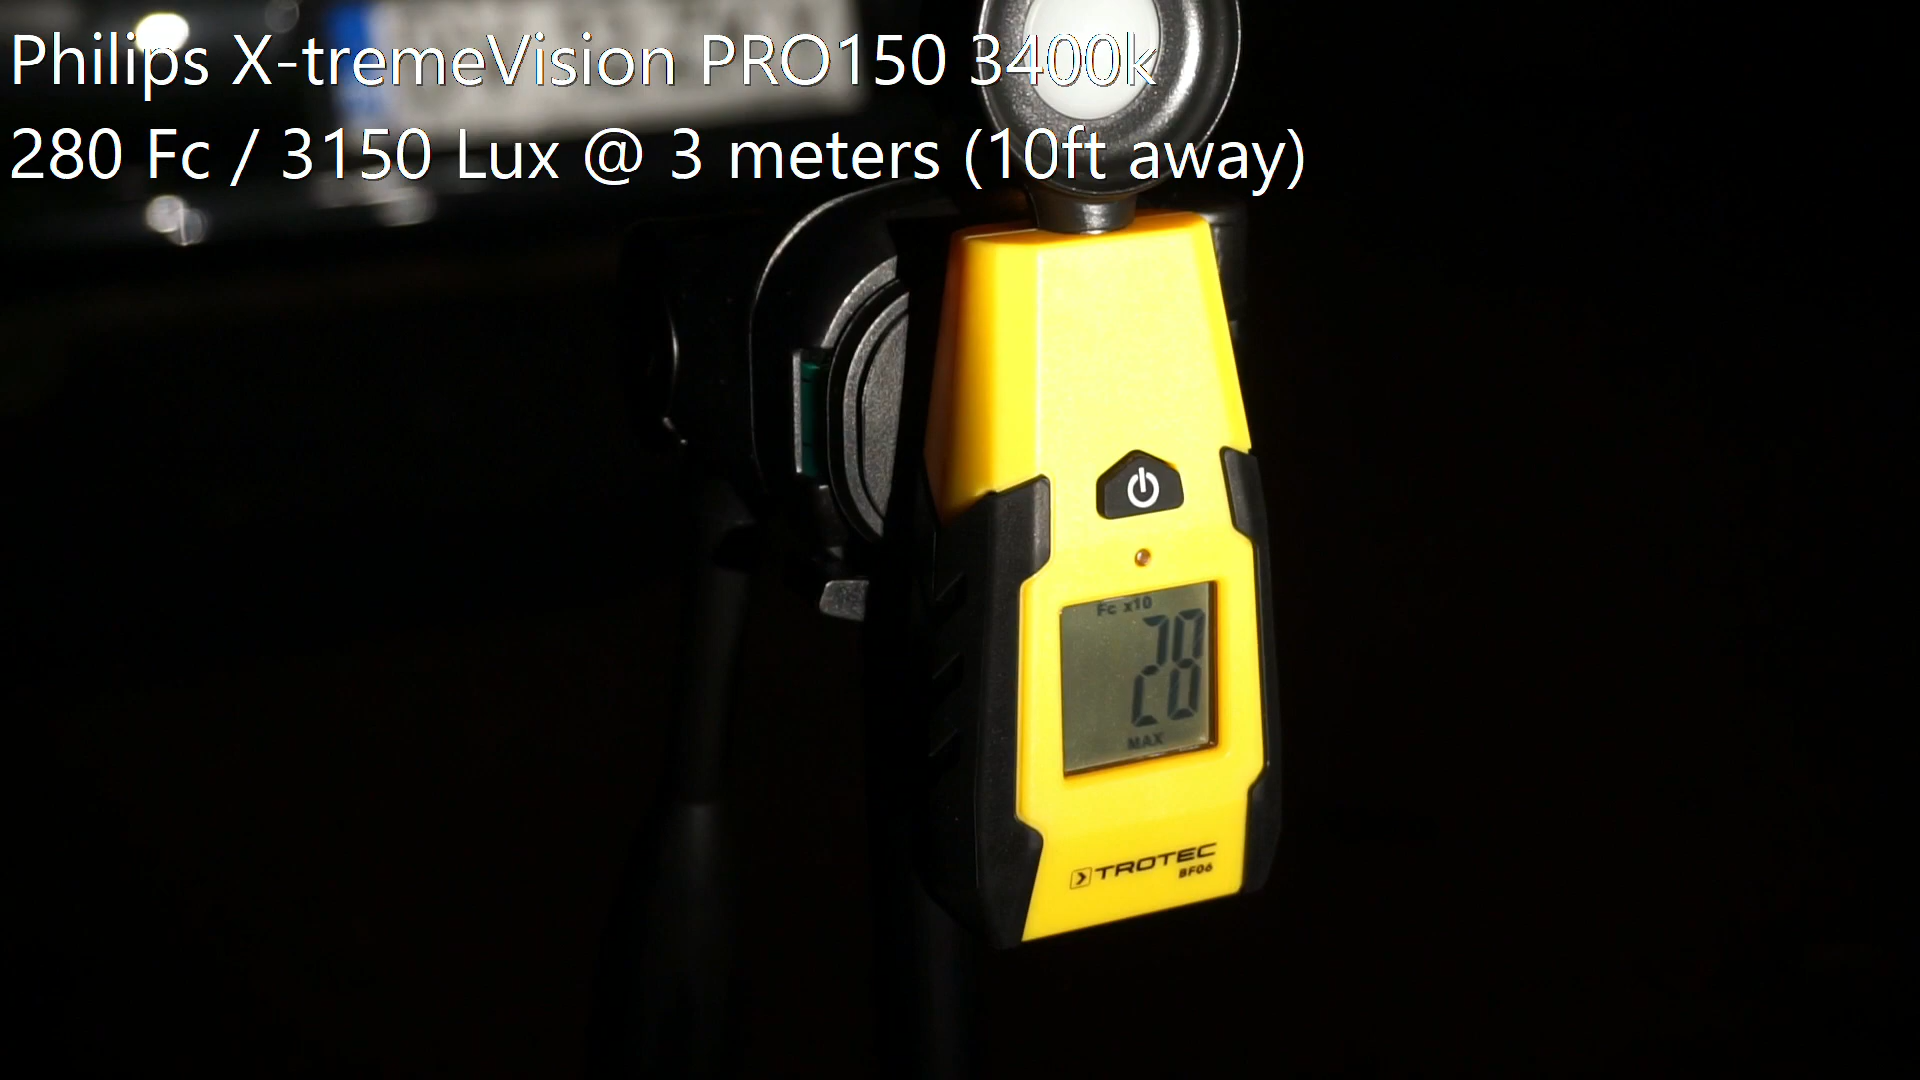 Philips X-tremeVision PRO150 3400k
280 Fc / 3150 Lux @ 3 meters (10ft away)
Fc x10
28
MAX
TROTEC
BF06